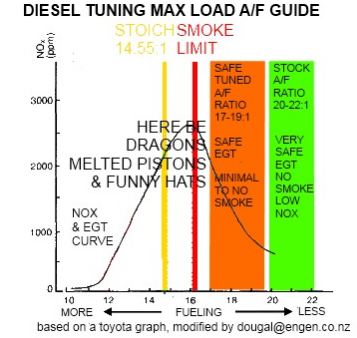 DIESEL TUNING MAX LOAD A/F GUIDE
STOICH
14.55:1
SMOKE
LIMIT
NOx
(ppm)
3000
2000
1000
HERE BE
DRAGONS
MELTED PISTONS
& FUNNY HATS
NOX
& EGT
CURVE
SAFE
TUNED
A/F
RATIO
17-19:1
SAFE
EGT
MINIMAL
TO NO
SMOKE
STOCK
A/F
RATIO
20-22:1
VERY
SAFE
EGT
NO
SMOKE
LOW
NOX
10 12 14 16 18 20 22
MORE FUELING LESS
based on a toyota graph, modified by dougal@engen.co.nz